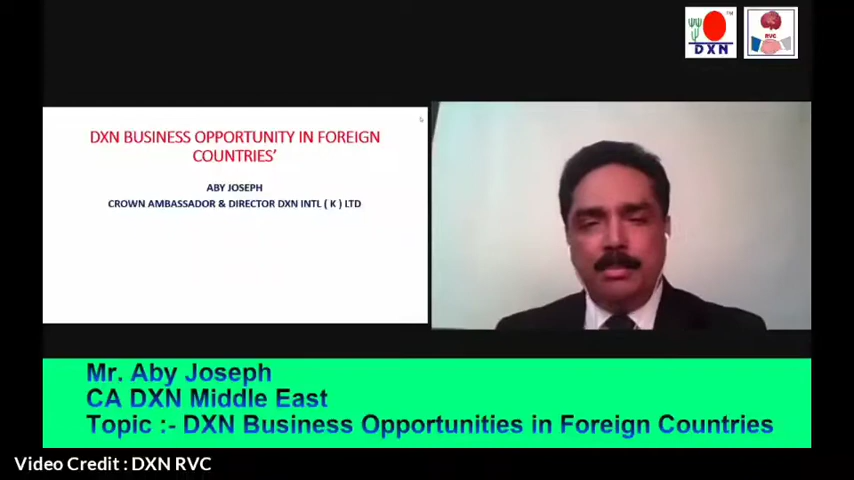 DXN
RVG
DXN BUSINESS OPPORTUNITY IN FOREIGN
COUNTRIES'
ABY JOSEPH
CROWN AMBASSADOR & DIRECTOR DXN INTL ( K ) LTD
Mr. Aby Joseph
CA DXN Middle East
Topic :- DXN Business Opportunities in Foreign Countries
Video Credit : DXN RVC